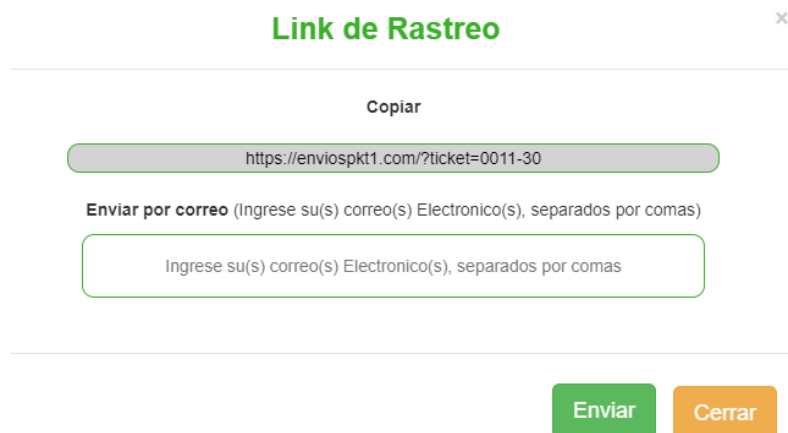 Link de Rastreo
×
Copiar
https://enviospkt1.com/?ticket=0011-30
Enviar por correo (Ingrese su(s) correo(s) Electronico(s), separados por comas)
Ingrese su(s) correo(s) Electronico(s), separados por comas
Enviar
Cerrar